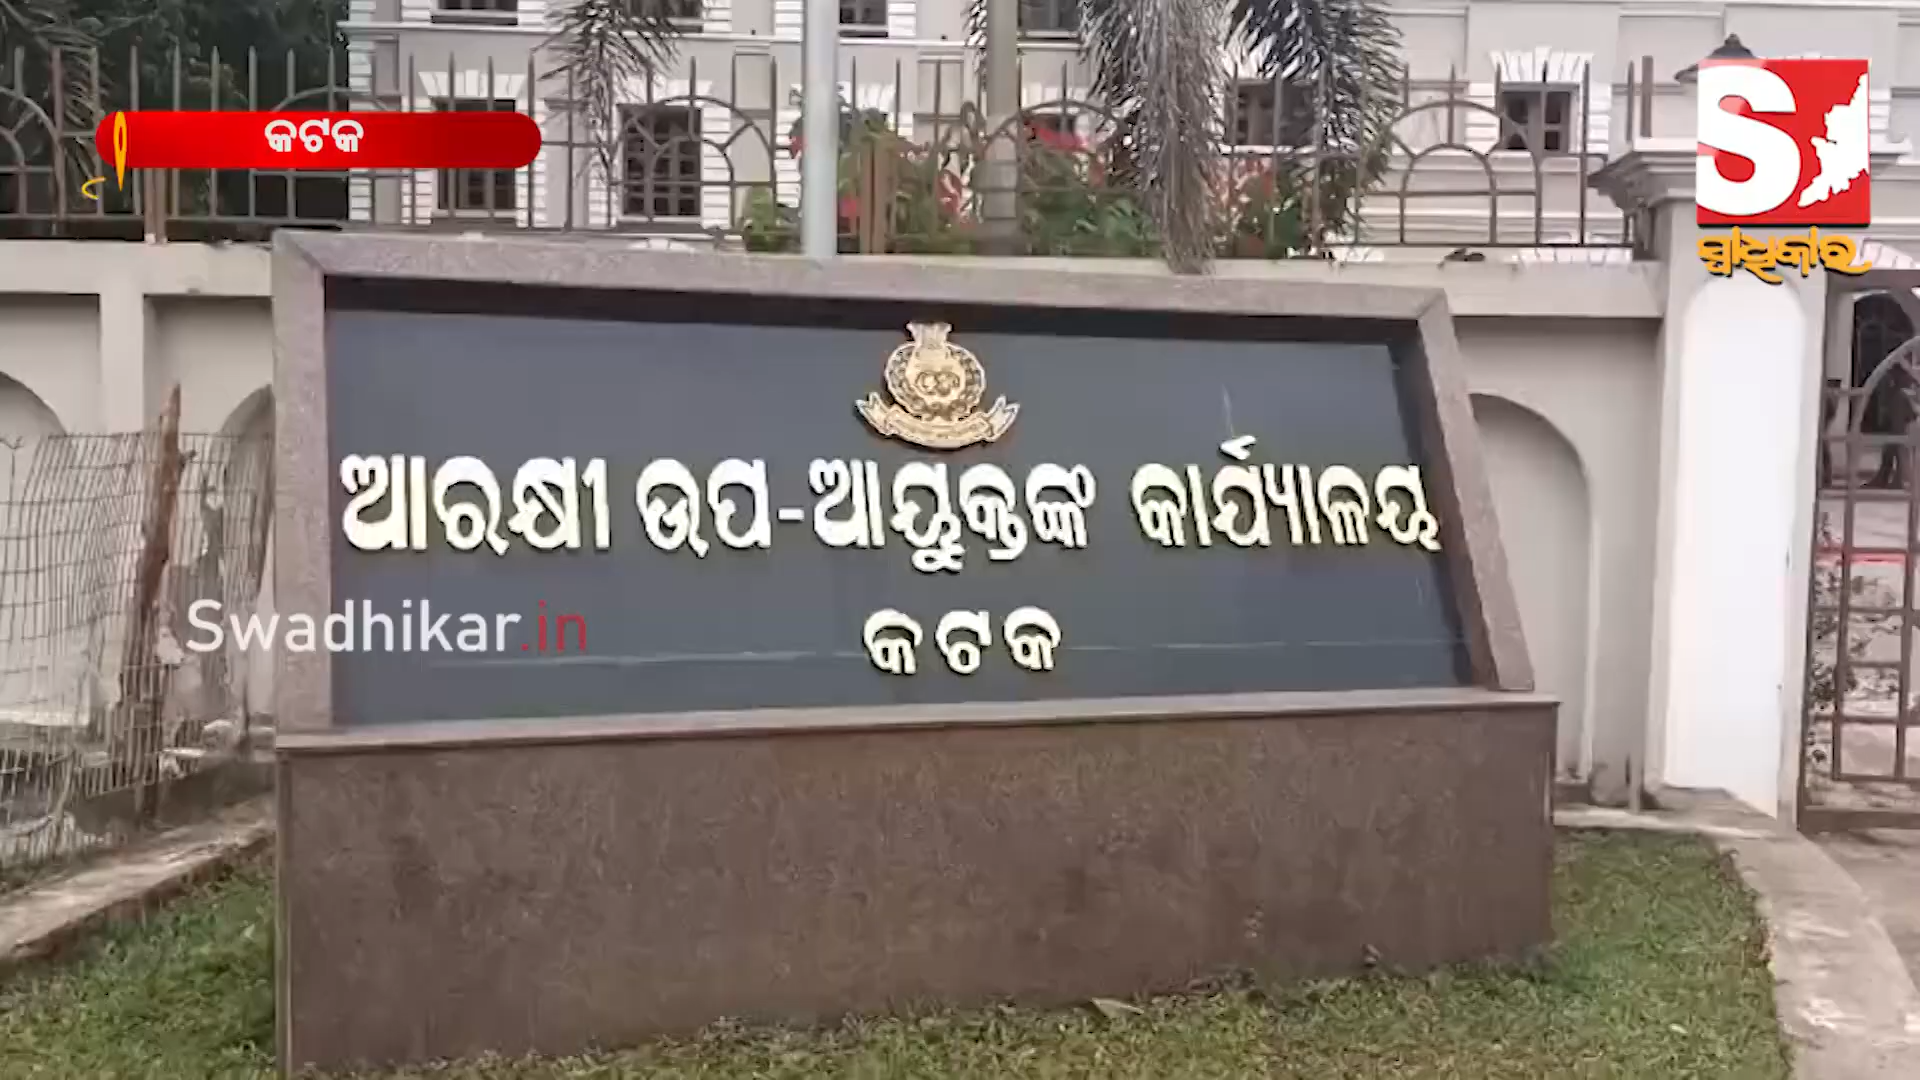 କଟକ
S
ସ୍ୱାଧିକାର
ଆରକ୍ଷୀ ଉପ-ଆୟୁକ୍ତଙ୍କ କାର୍ଯ୍ୟାଳୟ
Swadhikar.in
କଟକ